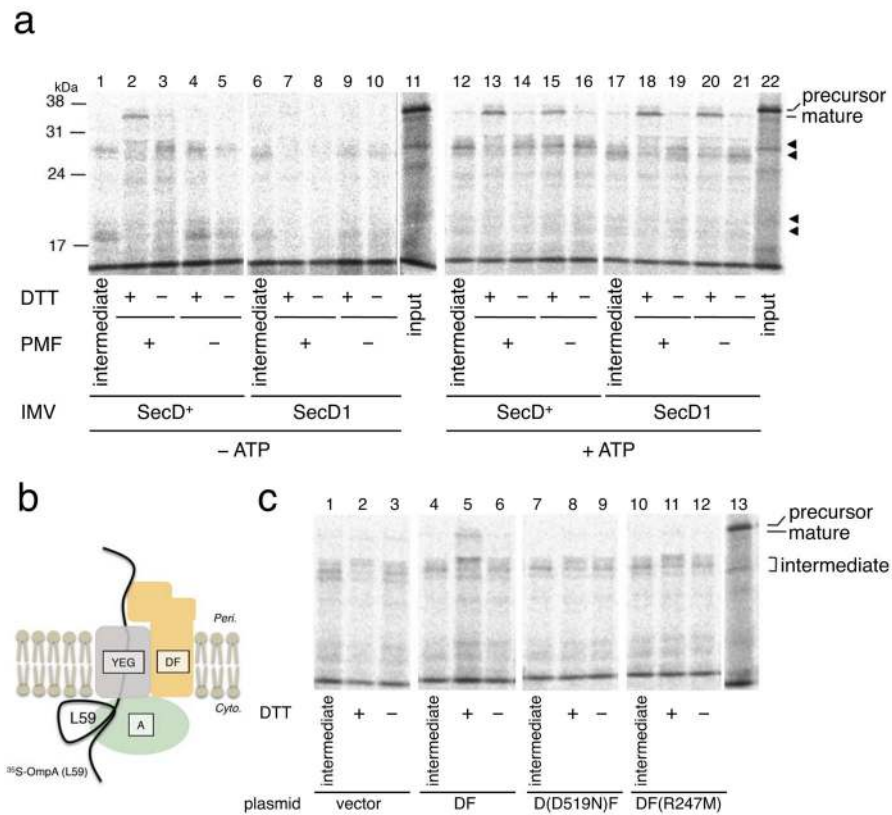 a
1 2 3 4 5 6 7 8 9 10 11 12 13 14 15 16 17 18 19 20 21 22
kDa
38
31
24
17
precursor
mature
DTT intermediate + − + − intermediate + − + − input intermediate + − + − intermediate + − + − input
PMF + − + − + − + −
IMV SecD+ SecD1 SecD+ SecD1
− ATP + ATP
b
Peri.
YEG DF
Cyto.
L59
A
35S-OmpA (L59)
c
1 2 3 4 5 6 7 8 9 10 11 12 13
precursor
mature
intermediate
DTT intermediate + − intermediate + − intermediate + − intermediate + −
plasmid vector DF D(D519N)F DF(R247M)